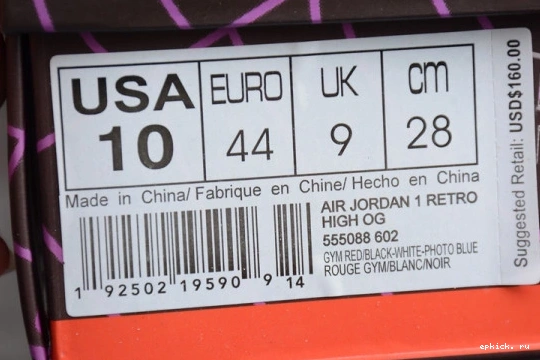 USA EURO UK cm
10 44 9 28
Made in China/ Fabrique en Chine/ Hecho en China
AIR JORDAN 1 RETRO
HIGH OG
555088 602
GYM RED/BLACK-WHITE-PHOTO BLUE
ROUGE GYM/BLANC/NOIR
1 92502 19590 9 14
Suggested Retail: USD$160.00
epkick.ru